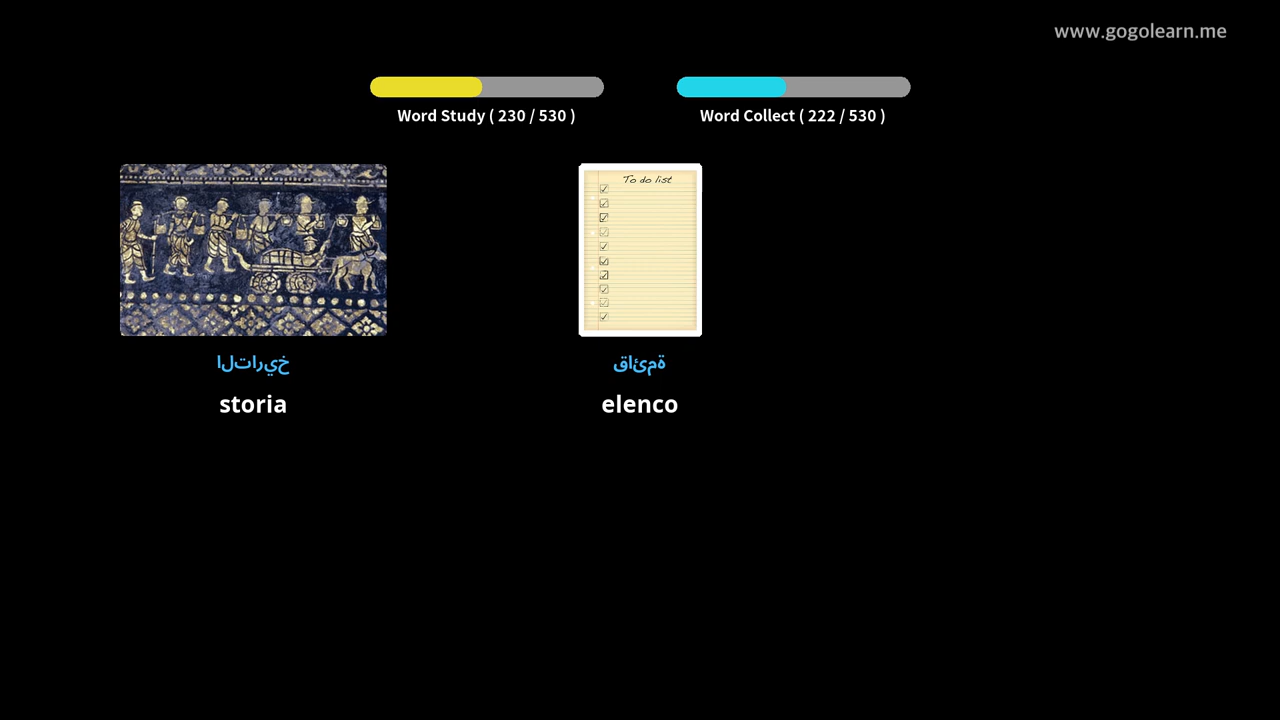 www.gogolearn.me
Word Study ( 230 / 530 )
Word Collect ( 222 / 530 )
To do list
التاريخ
قائمة
storia
elenco